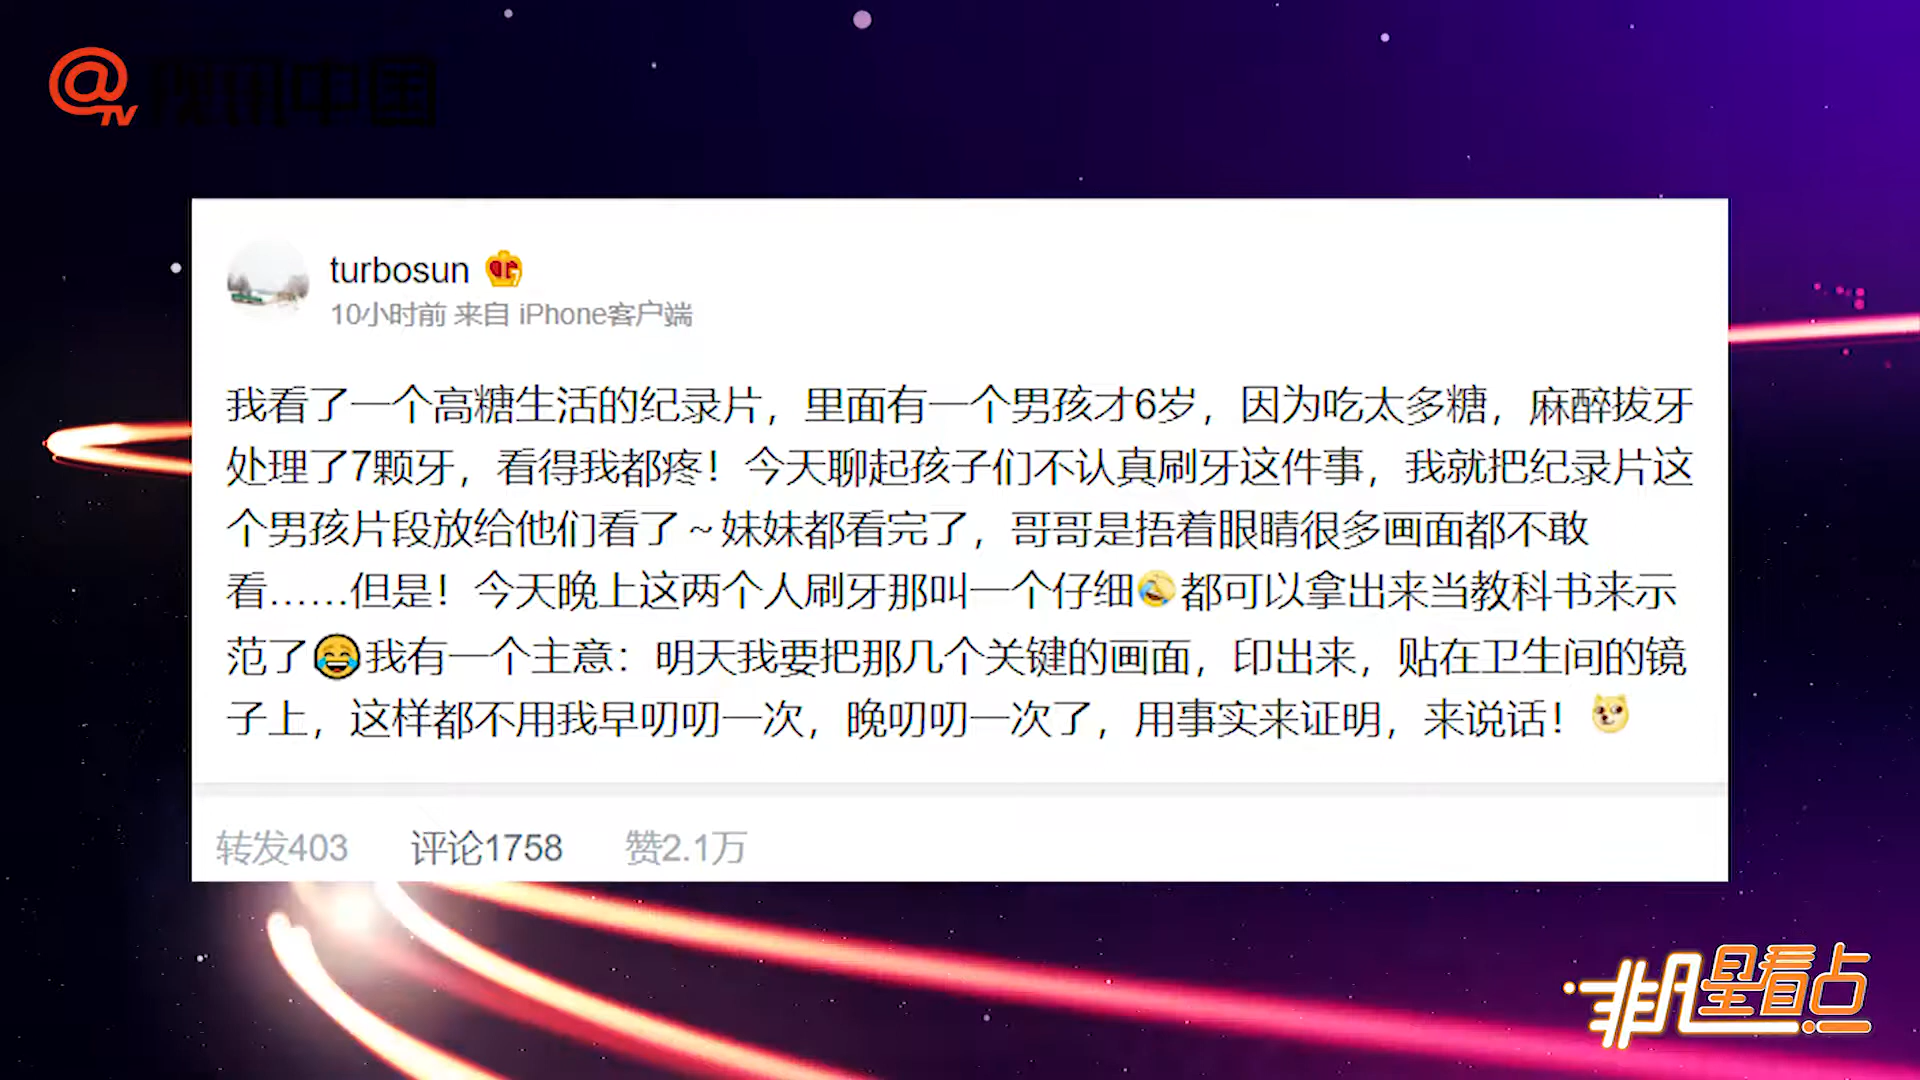 @TV 视讯中国
turbosun
10小时前 来自 iPhone客户端
我看了一个高糖生活的纪录片，里面有一个男孩才6岁，因为吃太多糖，麻醉拔牙
处理了7颗牙，看得我都疼！今天聊起孩子们不认真刷牙这件事，我就把纪录片这
个男孩片段放给他们看了～妹妹都看完了，哥哥是捂着眼睛很多画面都不敢
看……但是！今天晚上这两个人刷牙那叫一个仔细🤣都可以拿出来当教科书来示
范了😂我有一个主意：明天我要把那几个关键的画面，印出来，贴在卫生间的镜
子上，这样都不用我早叨叨一次，晚叨叨一次了，用事实来证明，来说话！
转发403 评论1758 赞2.1万
非凡星看点